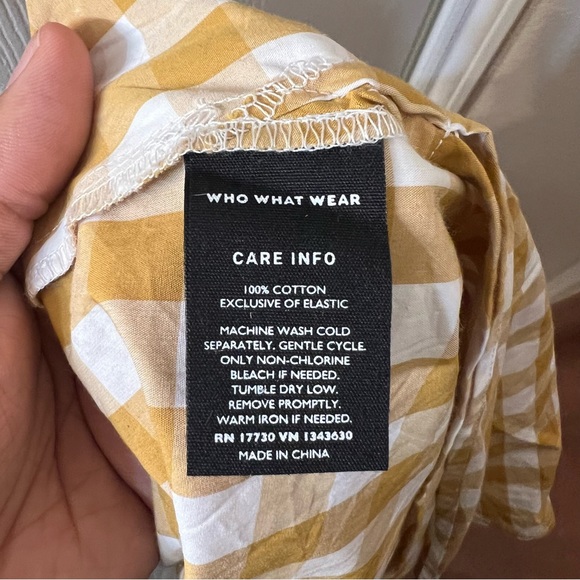 WHO WHAT WEAR
CARE INFO
100% COTTON
EXCLUSIVE OF ELASTIC
MACHINE WASH COLD
SEPARATELY. GENTLE CYCLE.
ONLY NON-CHLORINE
BLEACH IF NEEDED.
TUMBLE DRY LOW.
REMOVE PROMPTLY.
WARM IRON IF NEEDED.
RN 17730 VN 1343630
MADE IN CHINA